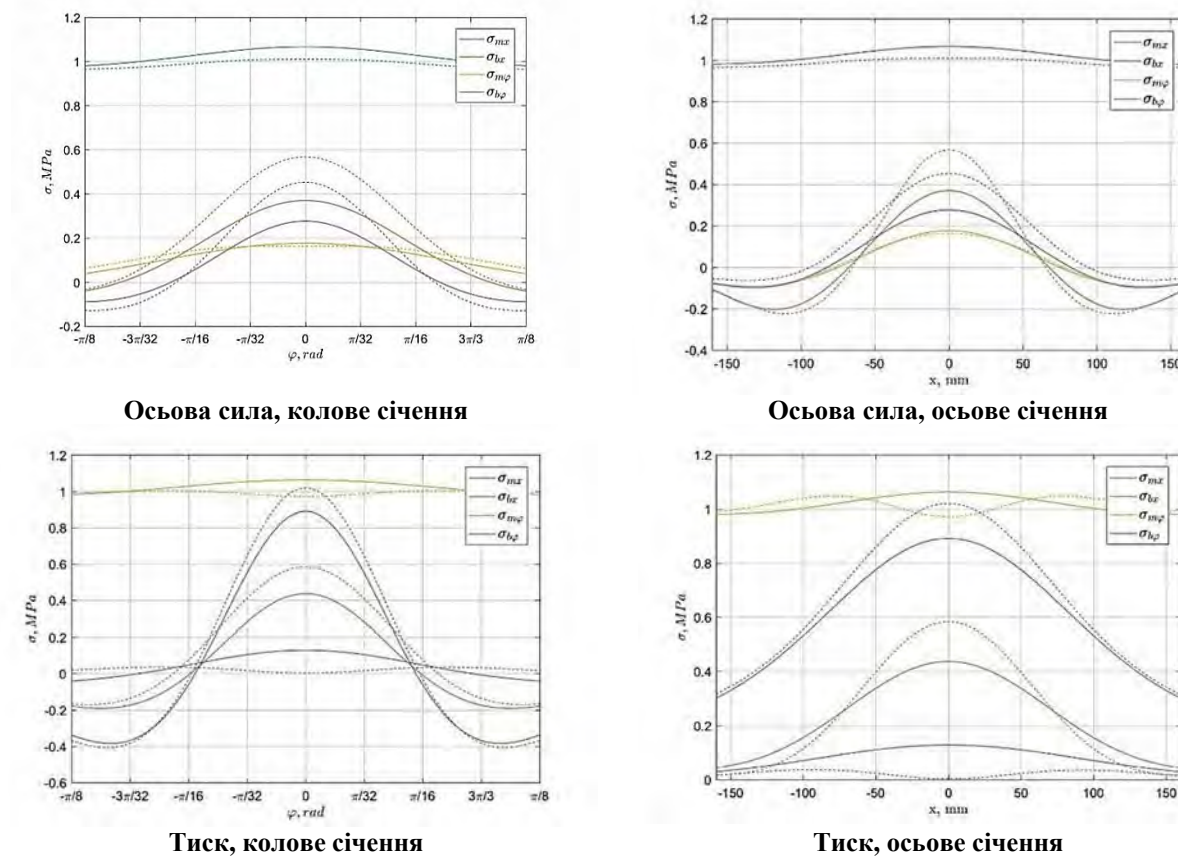 1.2
1
0.8
0.6
0.4
0.2
0
-0.2
σ, MPa
-π/8 -3π/32 -π/16 -π/32 0 π/32 π/16 3π/3 π/8
φ, rad
σmx
σbx
σmφ
σbφ
Осьова сила, колове січення
1.2
1
0.8
0.6
0.4
0.2
0
-0.2
-0.4
σ, MPa
-150 -100 -50 0 50 100 150
x, mm
σmx
σbx
σmφ
σbφ
Осьова сила, осьове січення
1.2
1
0.8
0.6
0.4
0.2
0
-0.2
-0.4
-0.6
σ, MPa
-π/8 -3π/32 -π/16 -π/32 0 π/32 π/16 3π/3 π/8
φ, rad
σmx
σbx
σmφ
σbφ
Тиск, колове січення
1.2
1
0.8
0.6
0.4
0.2
0
σ, MPa
-150 -100 -50 0 50 100 150
x, mm
σmx
σbx
σmφ
σbφ
Тиск, осьове січення